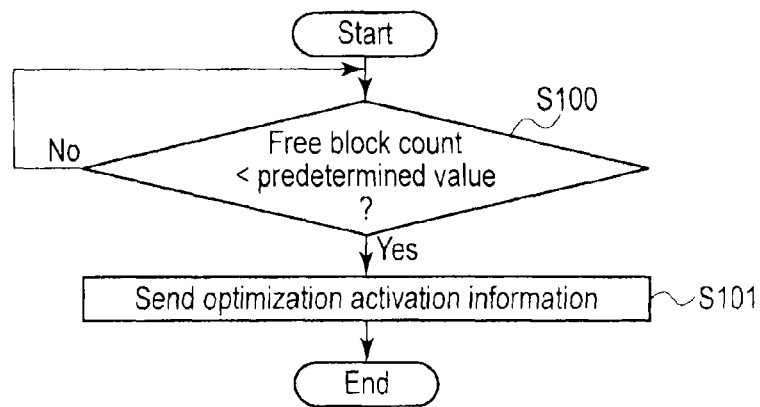 Start
S100
Free block count
< predetermined value
?
No
Yes
Send optimization activation information
S101
End